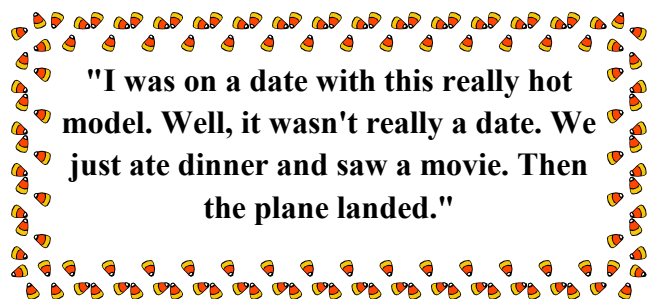 "I was on a date with this really hot
model. Well, it wasn't really a date. We
just ate dinner and saw a movie. Then
the plane landed."